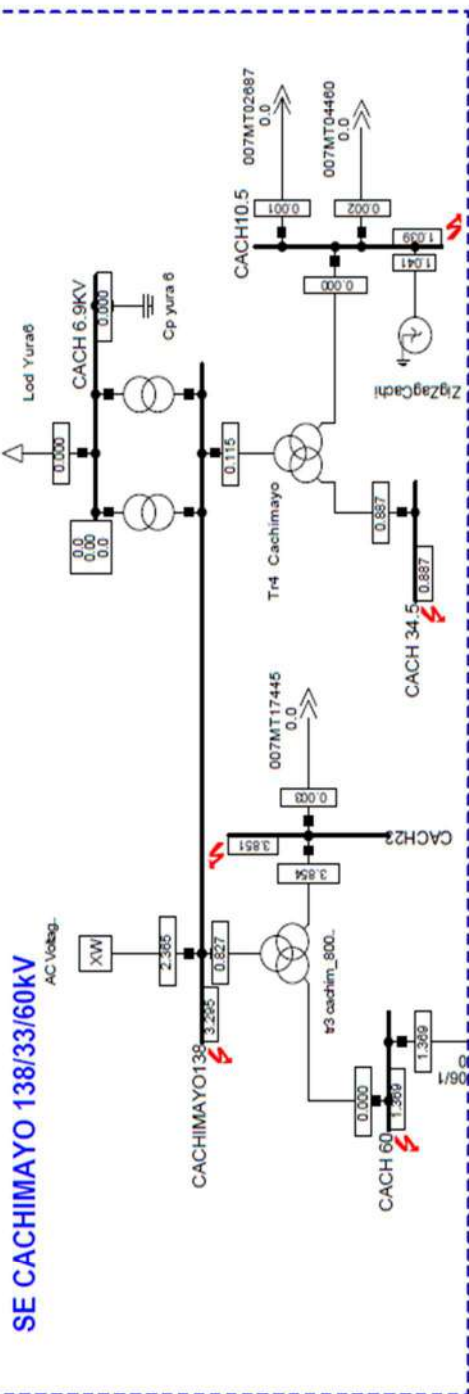 SE CACHIMAYO 138/33/60kV
AC Voltag..
XW
2.365
0.827
3.295
CACHIMAYO138
Lod Yura6
0.000
CACH 6.9KV
0.000
0.0
0.00
0.0
Cp yura 6
0.115
Tr4 Cachimayo
0.887
0.887
CACH 34.5
0.000
CACH10.5
0.001
007MT02687
0.0
0.002
007MT04460
0.0
1.039
1.041
ZigZagCachi
tr3 cachim_800..
3.851
3.854
0.003
007MT17445
0.0
CACH23
0.000
CACH 60
1.369
1.369
06/1